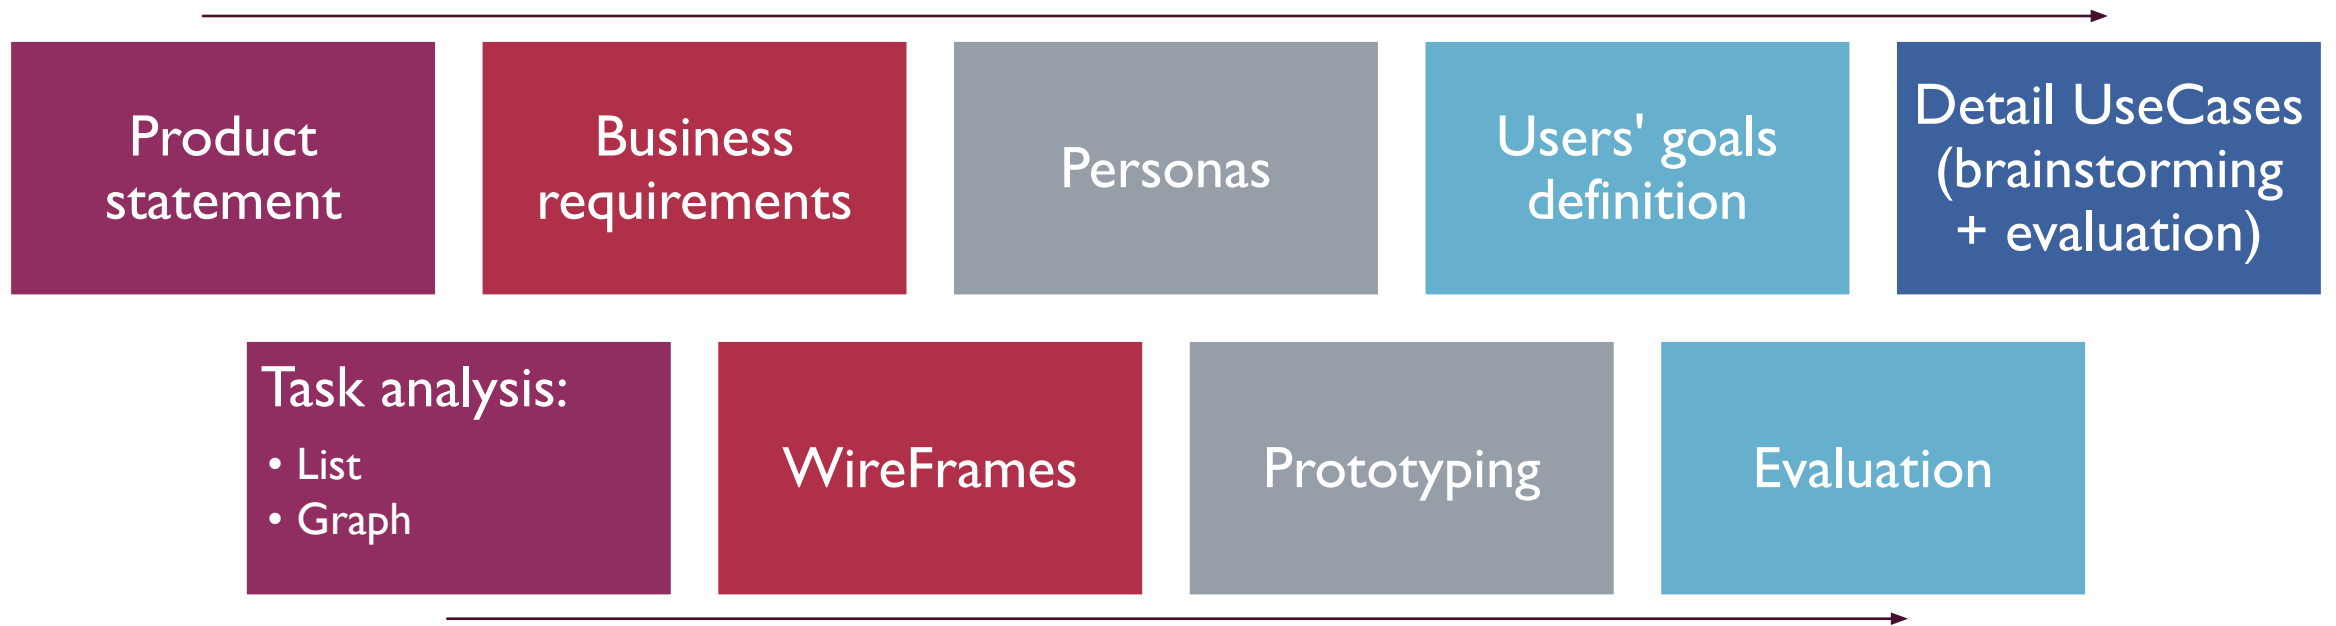 Product
statement
Business
requirements
Personas
Users' goals
definition
Detail UseCases
(brainstorming
+ evaluation)
Task analysis:
• List
• Graph
WireFrames
Prototyping
Evaluation